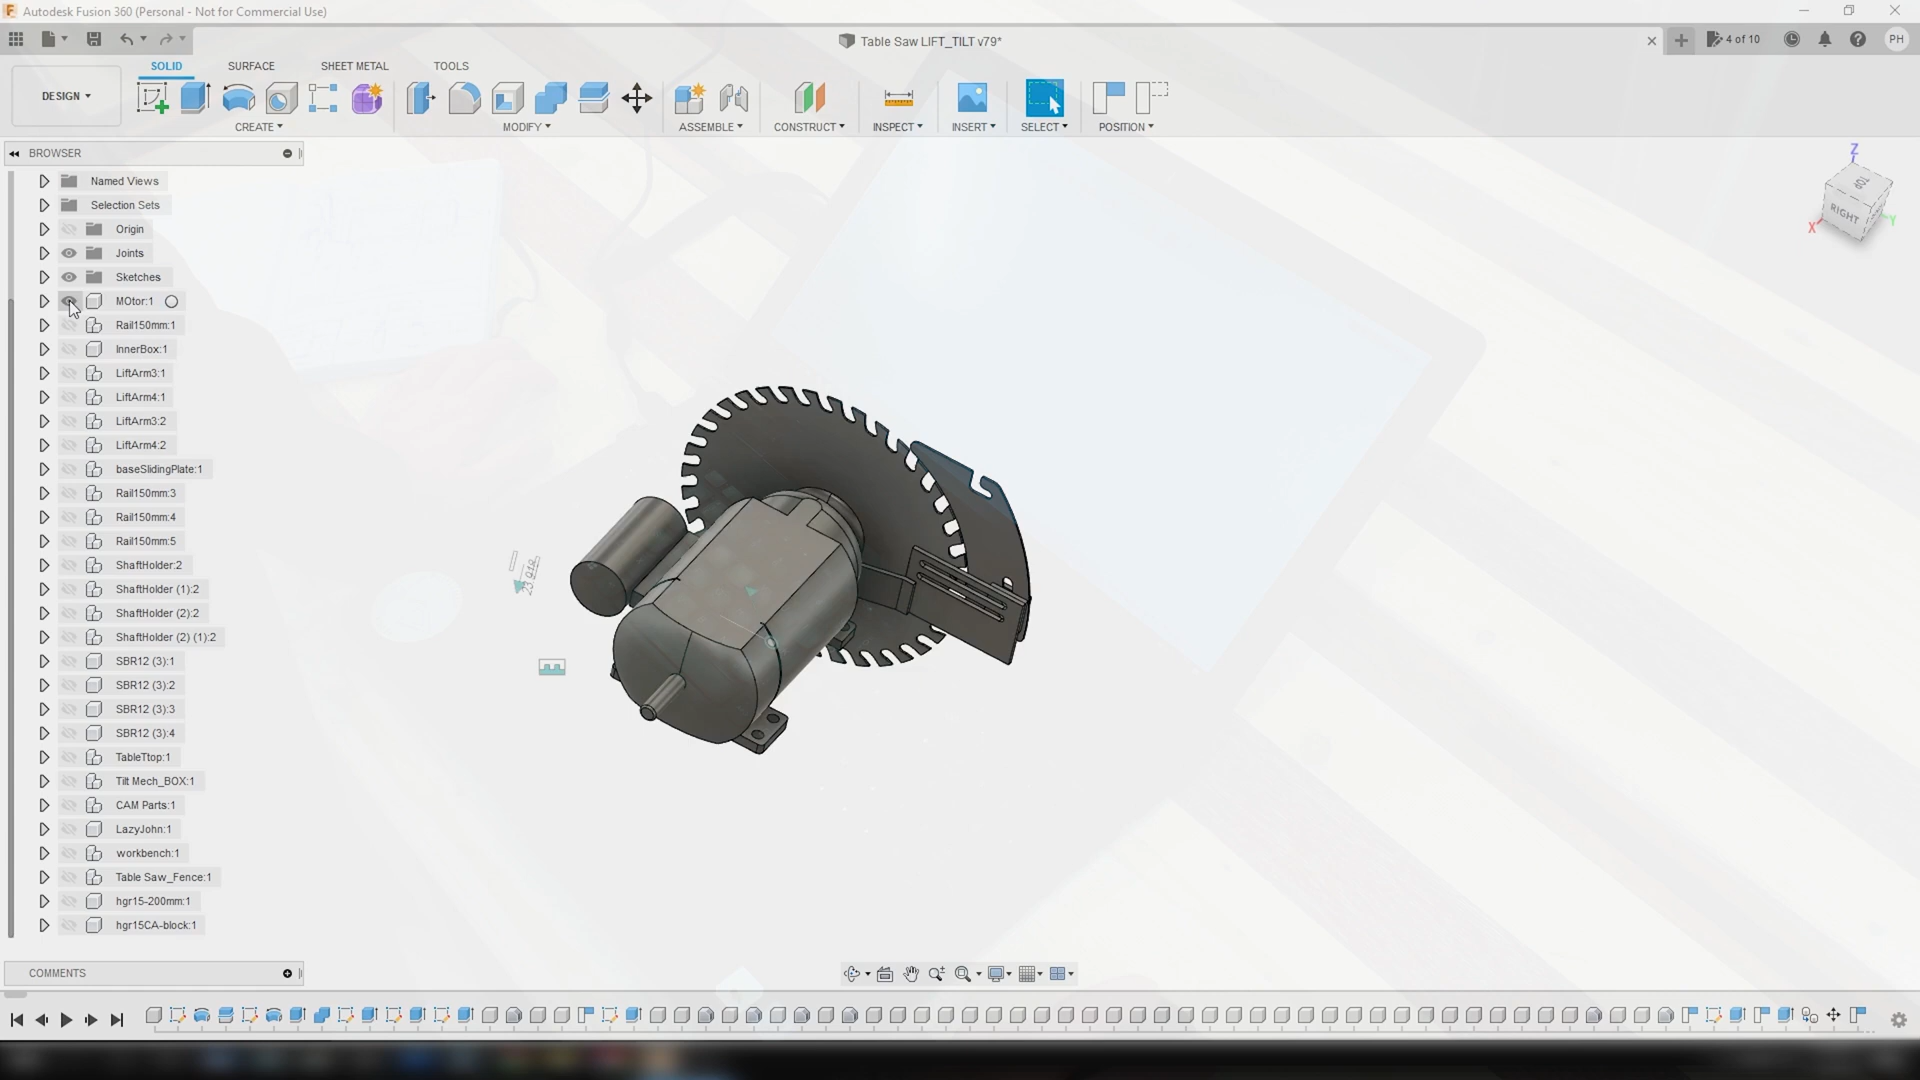 Autodesk Fusion 360 (Personal - Not for Commercial Use)
Table Saw LIFT_TILT v79*
4 of 10
PH
SOLID
SURFACE
SHEET METAL
TOOLS
DESIGN
CREATE
MODIFY
ASSEMBLE
CONSTRUCT
INSPECT
INSERT
SELECT
POSITION
BROWSER
Named Views
Selection Sets
Origin
Joints
Sketches
MOtor:1
Rail150mm:1
InnerBox:1
LiftArm3:1
LiftArm4:1
LiftArm3:2
LiftArm4:2
baseSlidingPlate:1
Rail150mm:3
Rail150mm:4
Rail150mm:5
ShaftHolder:2
ShaftHolder (1):2
ShaftHolder (2):2
ShaftHolder (2) (1):2
SBR12 (3):1
SBR12 (3):2
SBR12 (3):3
SBR12 (3):4
TableTtop:1
Tilt Mech_BOX:1
CAM Parts:1
LazyJohn:1
workbench:1
Table Saw_Fence:1
hgr15-200mm:1
hgr15CA-block:1
Z
TOP
RIGHT
X
Y
COMMENTS